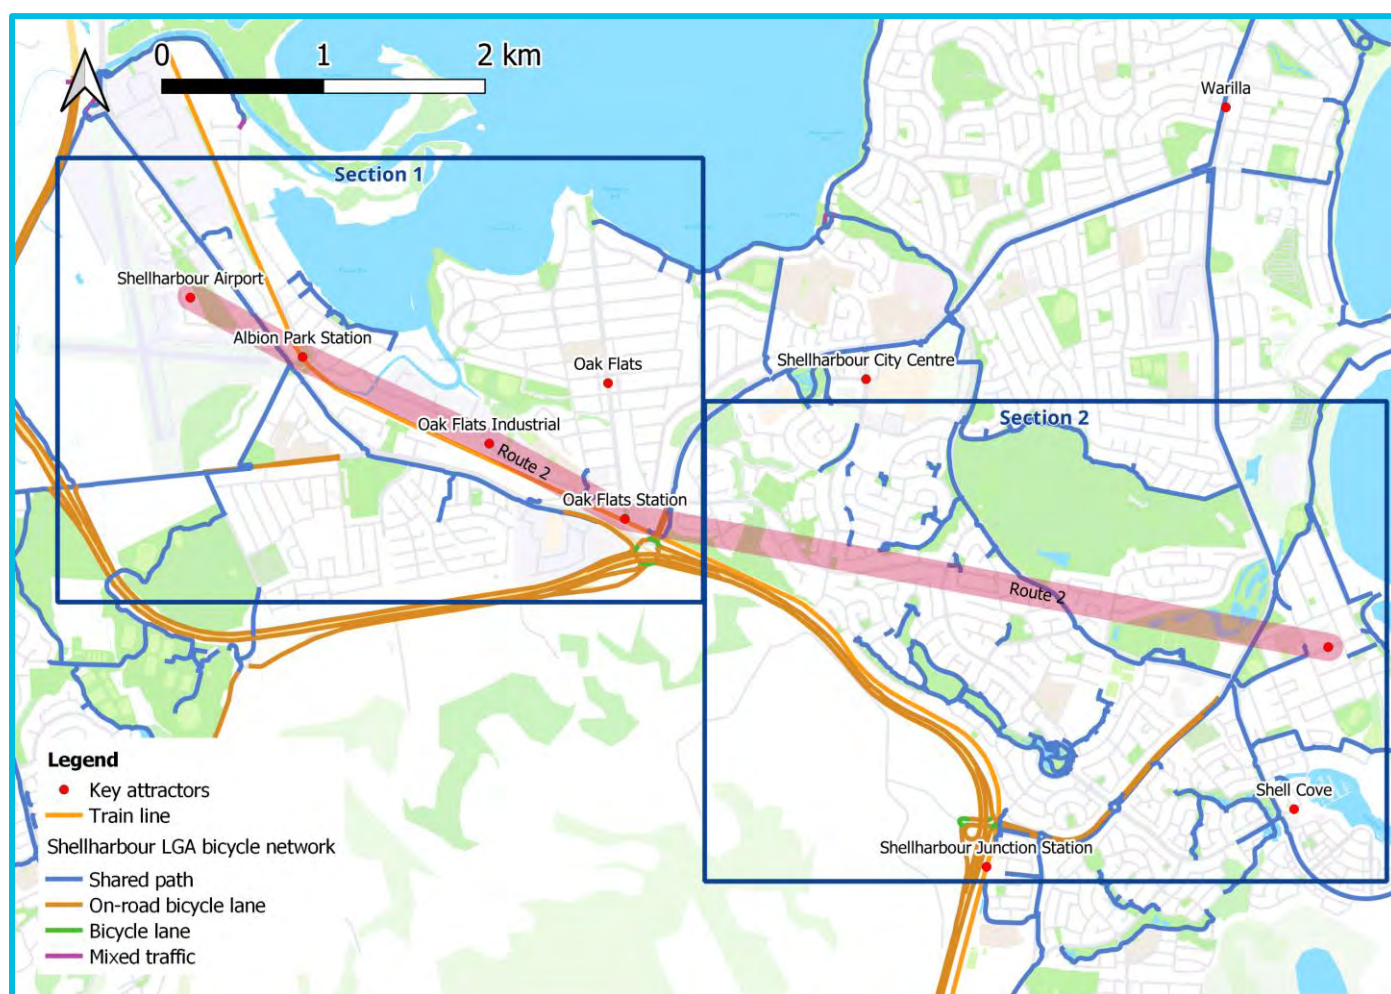 0 1 2 km
Warilla
Section 1
Shellharbour Airport
Albion Park Station
Oak Flats
Shellharbour City Centre
Oak Flats Industrial
Section 2
Route 2
Oak Flats Station
Route 2
Shell Cove
Shellharbour Junction Station
Legend
Key attractors
Train line
Shellharbour LGA bicycle network
Shared path
On-road bicycle lane
Bicycle lane
Mixed traffic